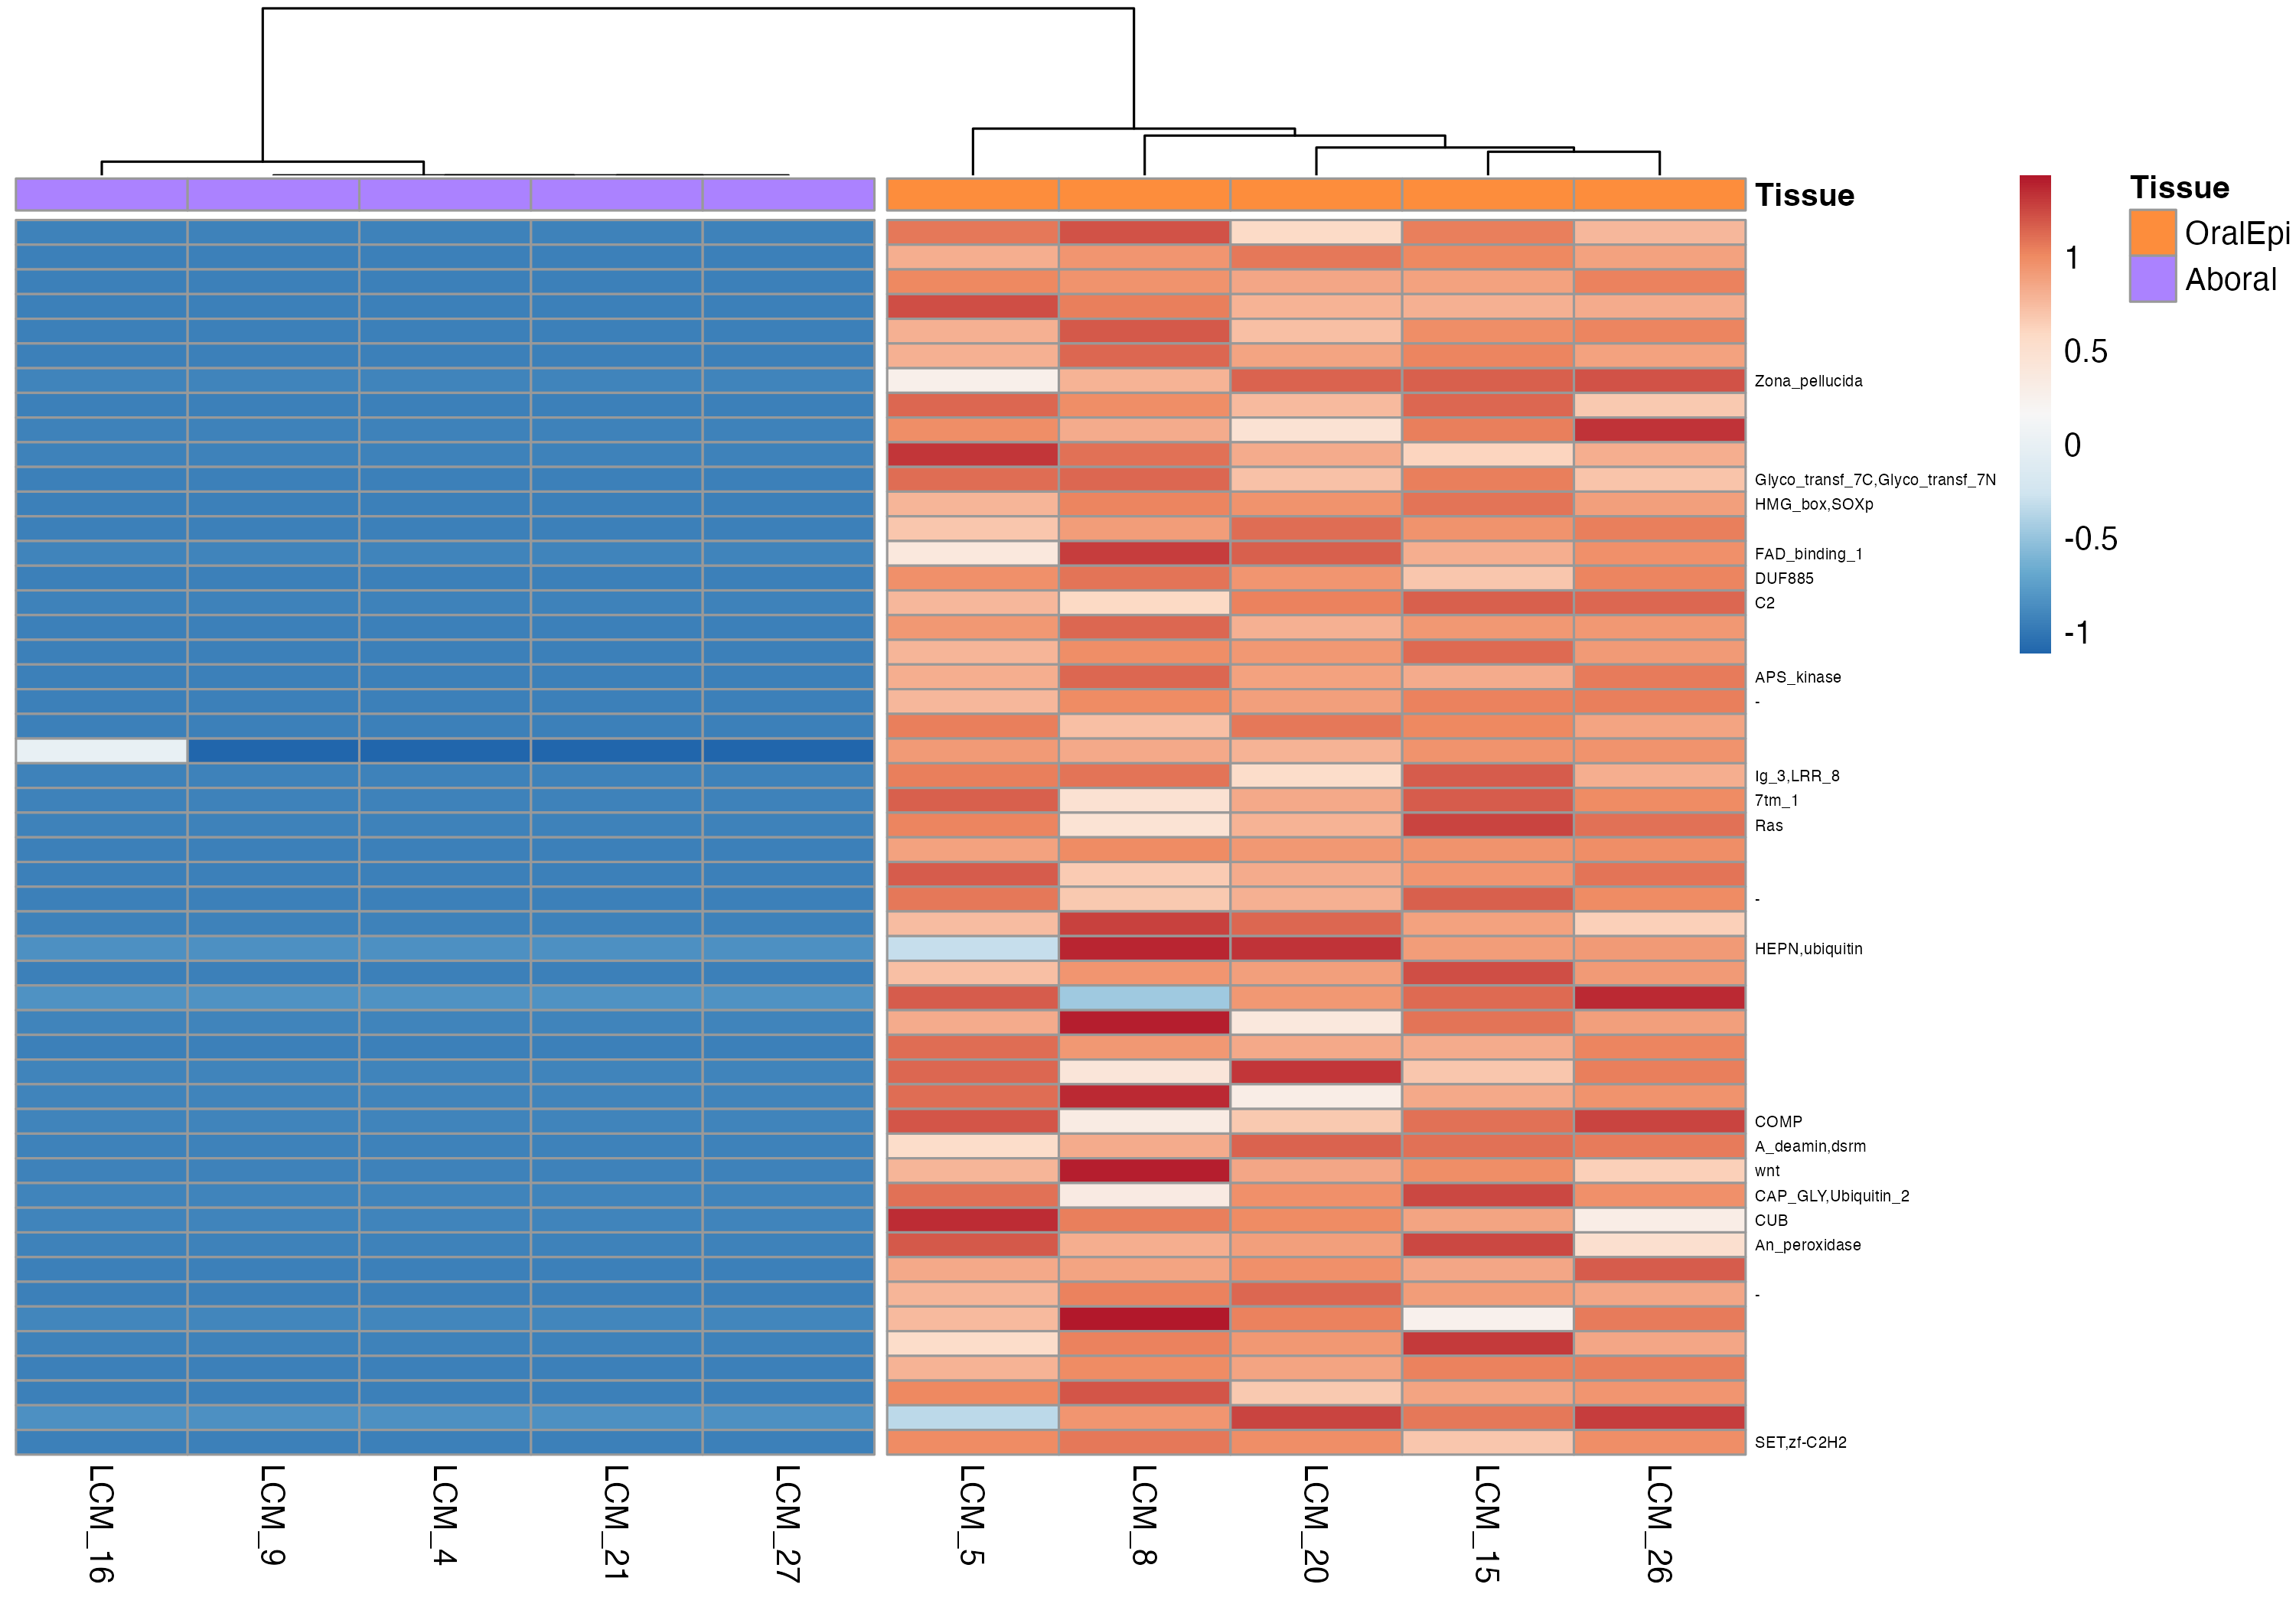 Tissue
Zona_pellucida
Glyco_transf_7C,Glyco_transf_7N
HMG_box,SOXp
FAD_binding_1
DUF885
C2
APS_kinase
-
Ig_3,LRR_8
7tm_1
Ras
-
HEPN,ubiquitin
COMP
A_deamin,dsrm
wnt
CAP_GLY,Ubiquitin_2
CUB
An_peroxidase
-
SET,zf-C2H2
1
0.5
0
-0.5
-1
Tissue
OralEpi
Aboral
LCM_16
LCM_9
LCM_4
LCM_21
LCM_27
LCM_5
LCM_8
LCM_20
LCM_15
LCM_26